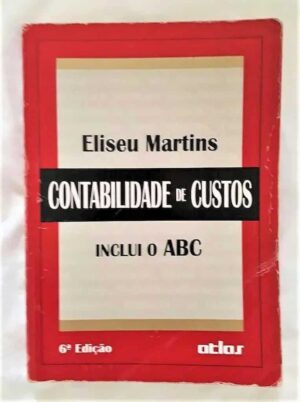 Eliseu Martins
CONTABILIDADE DE CUSTOS
INCLUI O ABC
6ª Edição
atlas